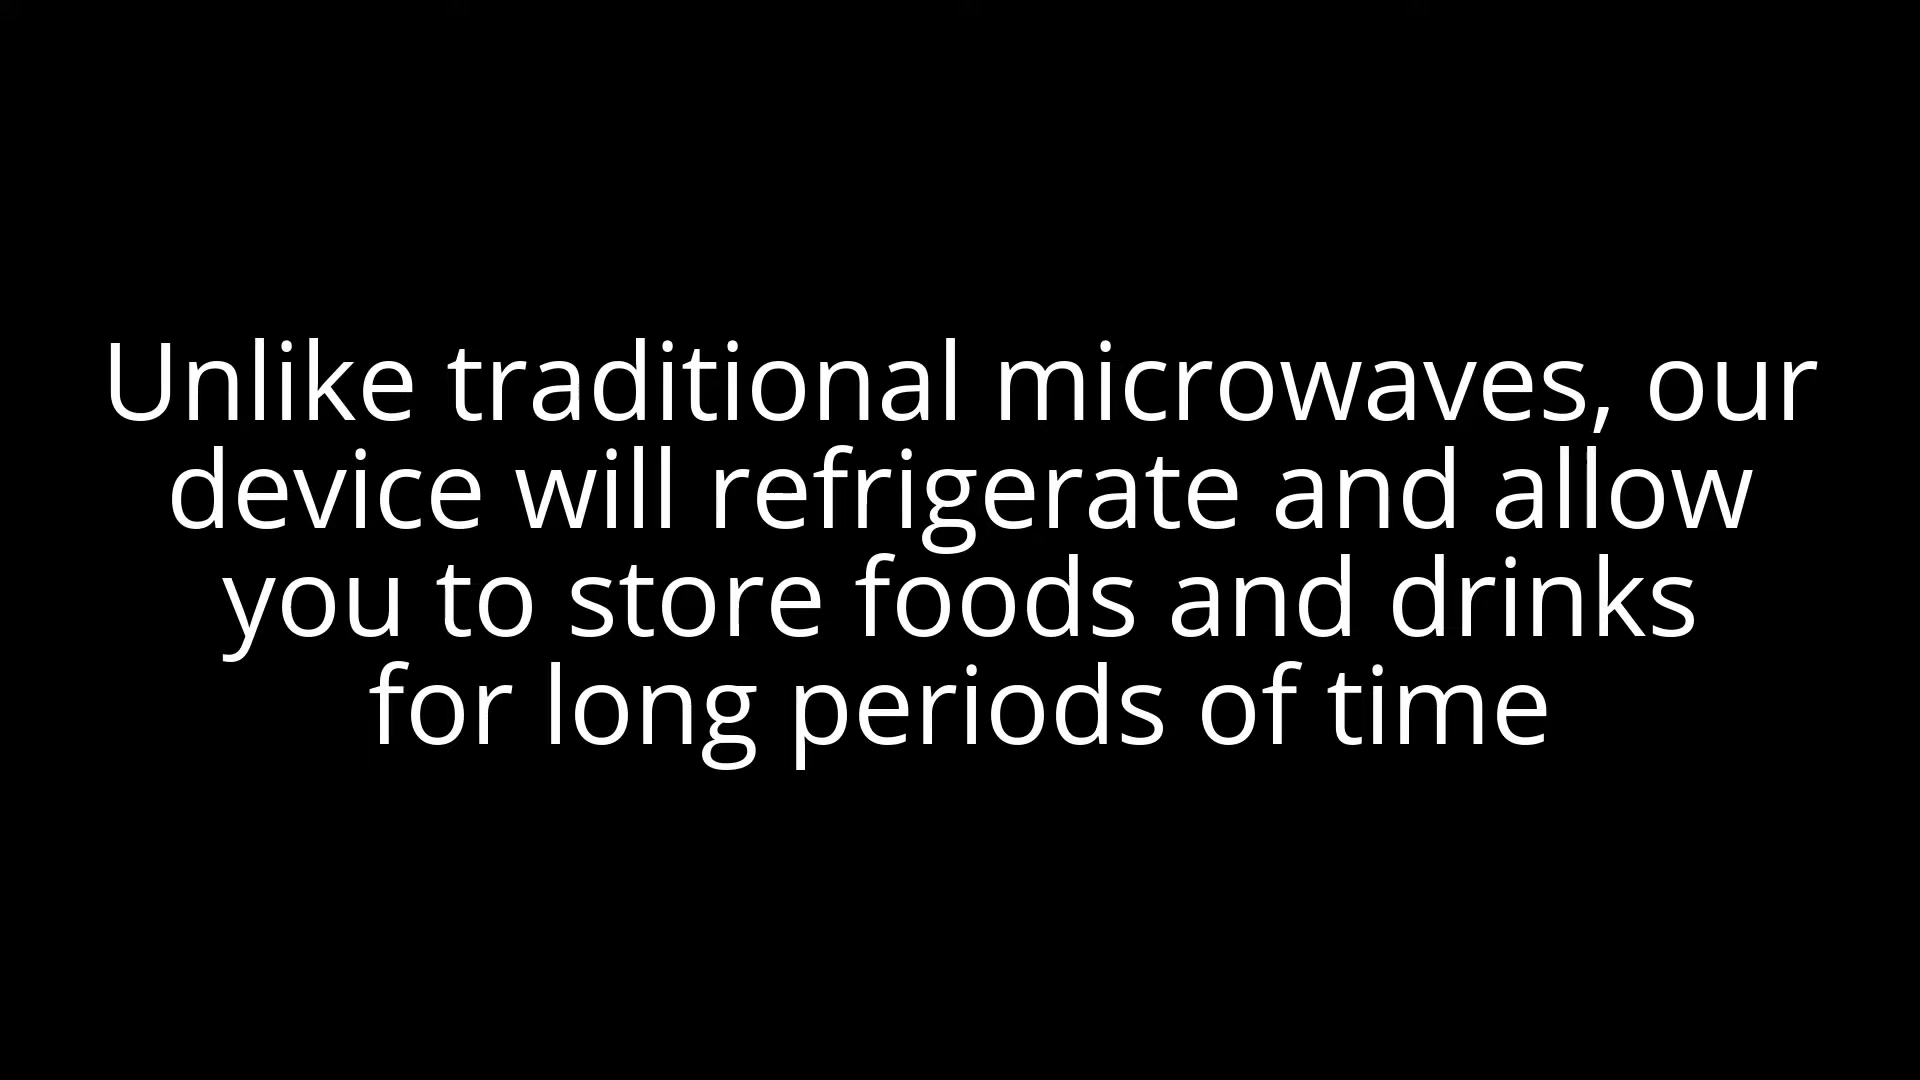 Unlike traditional microwaves, our
device will refrigerate and allow
you to store foods and drinks
for long periods of time